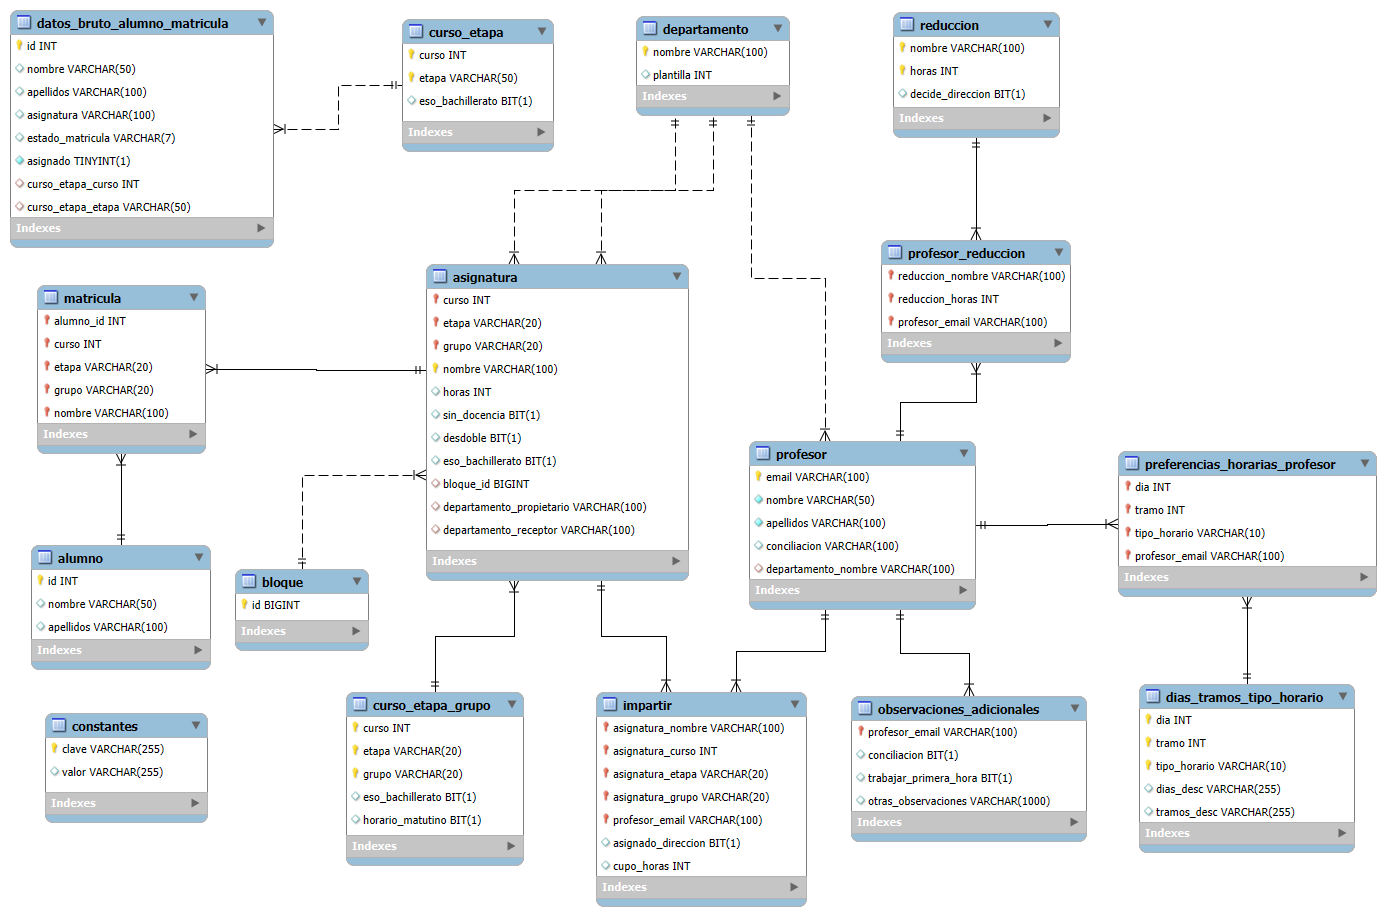 datos_bruto_alumno_matricula
id INT
nombre VARCHAR(50)
apellidos VARCHAR(100)
asignatura VARCHAR(100)
estado_matricula VARCHAR(7)
asignado TINYINT(1)
curso_etapa_curso INT
curso_etapa_etapa VARCHAR(50)
Indexes
curso_etapa
curso INT
etapa VARCHAR(50)
eso_bachillerato BIT(1)
Indexes
departamento
nombre VARCHAR(100)
plantilla INT
Indexes
reduccion
nombre VARCHAR(100)
horas INT
decide_direccion BIT(1)
Indexes
profesor_reduccion
reduccion_nombre VARCHAR(100)
reduccion_horas INT
profesor_email VARCHAR(100)
Indexes
matricula
alumno_id INT
curso INT
etapa VARCHAR(20)
grupo VARCHAR(20)
nombre VARCHAR(100)
Indexes
asignatura
curso INT
etapa VARCHAR(20)
grupo VARCHAR(20)
nombre VARCHAR(100)
horas INT
sin_docencia BIT(1)
desdoble BIT(1)
eso_bachillerato BIT(1)
bloque_id BIGINT
departamento_propietario VARCHAR(100)
departamento_receptor VARCHAR(100)
Indexes
profesor
email VARCHAR(100)
nombre VARCHAR(50)
apellidos VARCHAR(100)
conciliacion VARCHAR(100)
departamento_nombre VARCHAR(100)
Indexes
preferencias_horarias_profesor
dia INT
tramo INT
tipo_horario VARCHAR(10)
profesor_email VARCHAR(100)
Indexes
alumno
id INT
nombre VARCHAR(50)
apellidos VARCHAR(100)
Indexes
bloque
id BIGINT
Indexes
constantes
clave VARCHAR(255)
valor VARCHAR(255)
Indexes
curso_etapa_grupo
curso INT
etapa VARCHAR(20)
grupo VARCHAR(20)
eso_bachillerato BIT(1)
horario_matutino BIT(1)
Indexes
impartir
asignatura_nombre VARCHAR(100)
asignatura_curso INT
asignatura_etapa VARCHAR(20)
asignatura_grupo VARCHAR(20)
profesor_email VARCHAR(100)
asignado_direccion BIT(1)
cupo_horas INT
Indexes
observaciones_adicionales
profesor_email VARCHAR(100)
conciliacion BIT(1)
trabajar_primera_hora BIT(1)
otras_observaciones VARCHAR(1000)
Indexes
dias_tramos_tipo_horario
dia INT
tramo INT
tipo_horario VARCHAR(10)
dias_desc VARCHAR(255)
tramos_desc VARCHAR(255)
Indexes